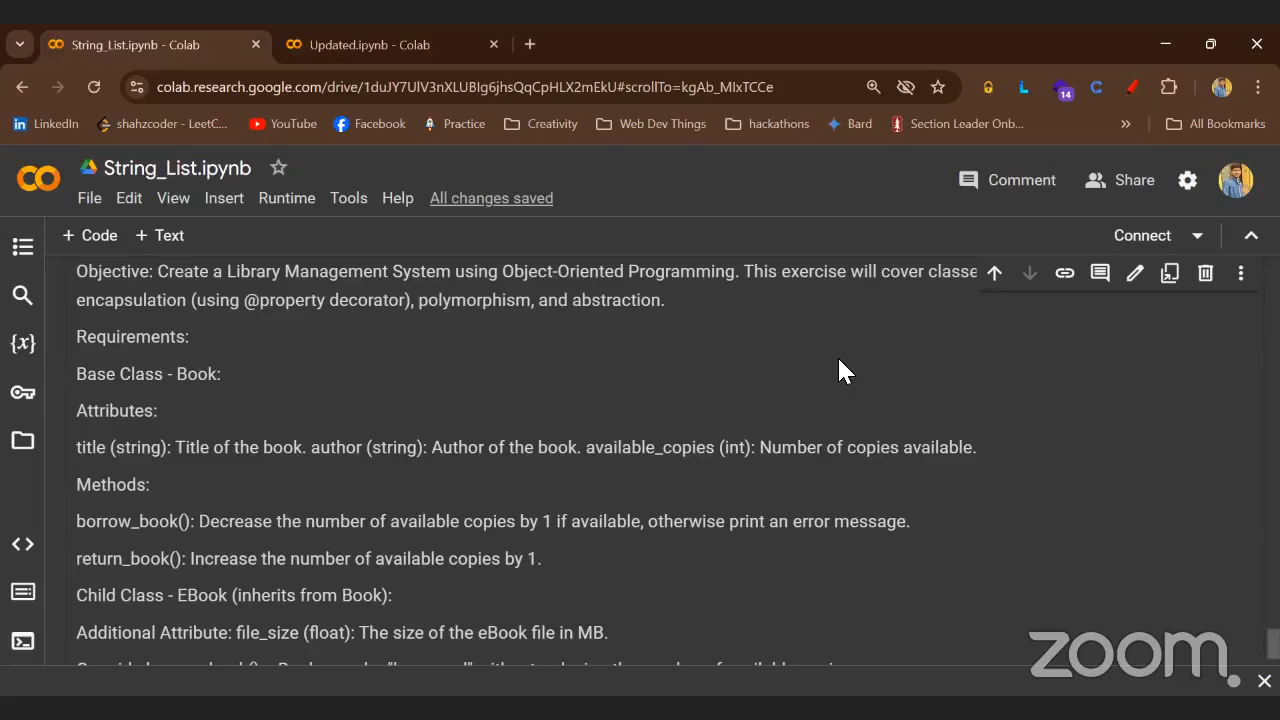 String_List.ipynb - Colab
Updated.ipynb - Colab
colab.research.google.com/drive/1duJY7UlV3nXLUBIg6jhsQqCpHLX2mEkU#scrollTo=kgAb_MIxTCCe
14
LinkedIn
shahzcoder - LeetC...
YouTube
Facebook
Practice
Creativity
Web Dev Things
hackathons
Bard
Section Leader Onb...
All Bookmarks
String_List.ipynb
Comment
Share
File Edit View Insert Runtime Tools Help All changes saved
+ Code + Text
Connect
Objective: Create a Library Management System using Object-Oriented Programming. This exercise will cover classe
encapsulation (using @property decorator), polymorphism, and abstraction.
Requirements:
Base Class - Book:
Attributes:
title (string): Title of the book. author (string): Author of the book. available_copies (int): Number of copies available.
Methods:
borrow_book(): Decrease the number of available copies by 1 if available, otherwise print an error message.
return_book(): Increase the number of available copies by 1.
Child Class - EBook (inherits from Book):
Additional Attribute: file_size (float): The size of the eBook file in MB.
zoom